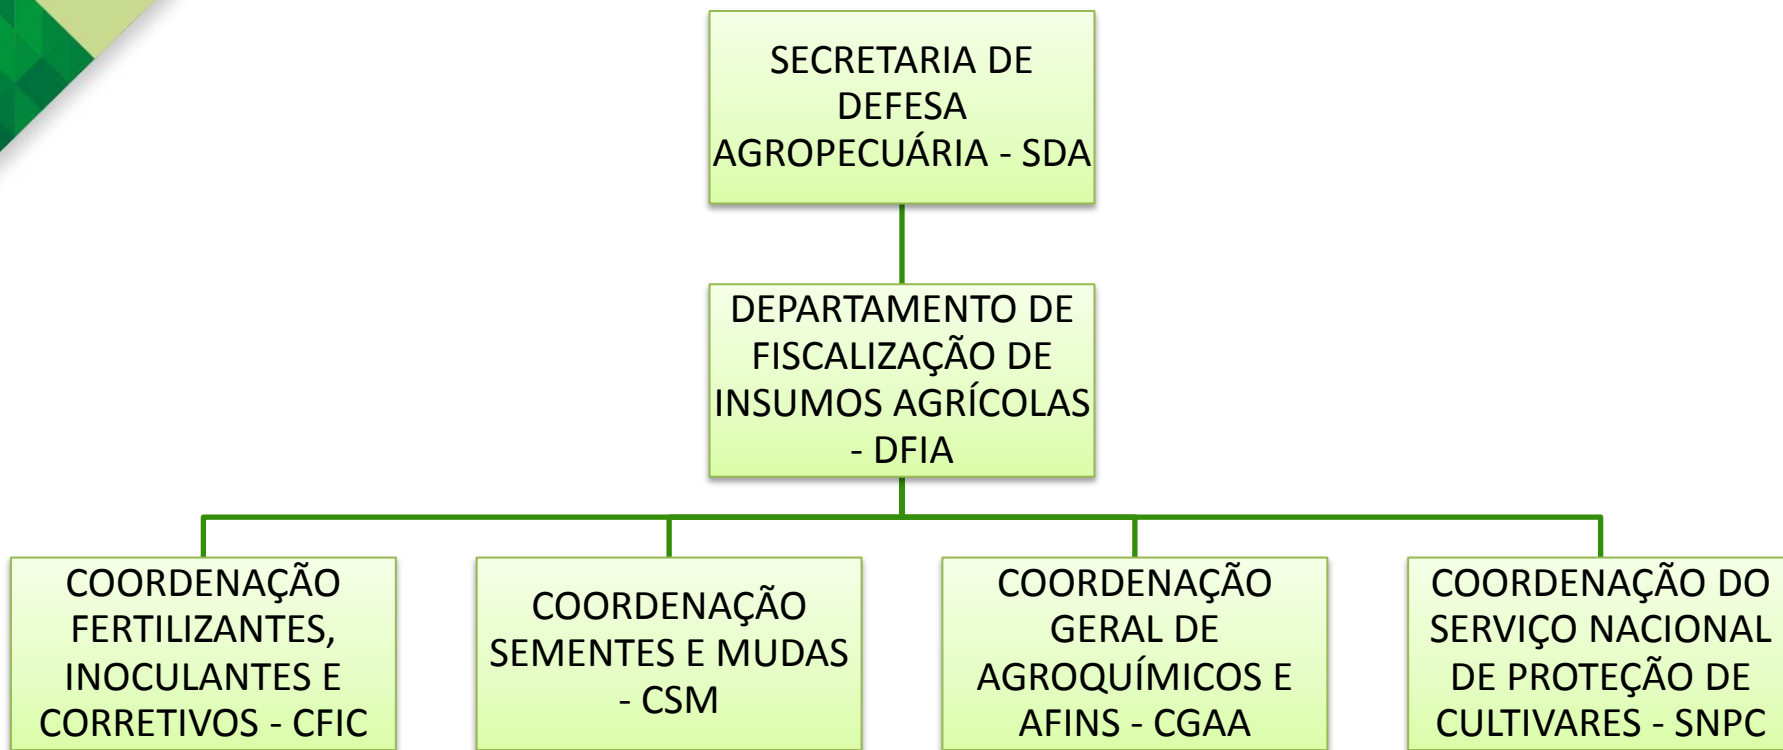 SECRETARIA DE
DEFESA
AGROPECUÁRIA - SDA
DEPARTAMENTO DE
FISCALIZAÇÃO DE
INSUMOS AGRÍCOLAS
- DFIA
COORDENAÇÃO
FERTILIZANTES,
INOCULANTES E
CORRETIVOS - CFIC
COORDENAÇÃO
SEMENTES E MUDAS
- CSM
COORDENAÇÃO
GERAL DE
AGROQUÍMICOS E
AFINS - CGAA
COORDENAÇÃO DO
SERVIÇO NACIONAL
DE PROTEÇÃO DE
CULTIVARES - SNPC